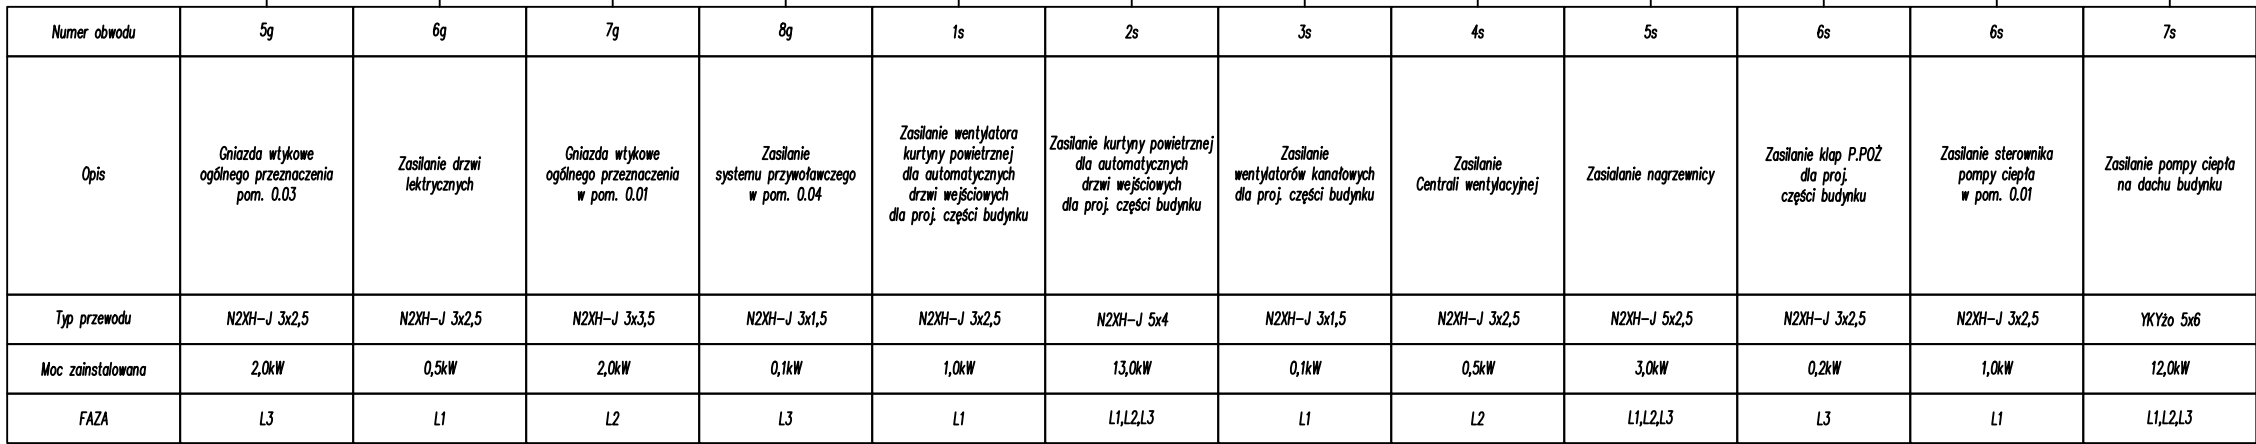 Numer obwodu 5g 6g 7g 8g 1s 2s 3s 4s 5s 6s 6s 7s
Opis
Gniazda wtykowe
ogólnego przeznaczenia
pom. 0.03
Zasilanie drzwi
lektrycznych
Gniazda wtykowe
ogólnego przeznaczenia
w pom. 0.01
Zasilanie
systemu przywoławczego
w pom. 0.04
Zasilanie wentylatora
kurtyny powietrznej
dla automatycznych
drzwi wejściowych
dla proj. części budynku
Zasilanie kurtyny powietrznej
dla automatycznych
drzwi wejściowych
dla proj. części budynku
Zasilanie
wentylatorów kanałowych
dla proj. części budynku
Zasilanie
Centrali wentylacyjnej
Zasialanie nagrzewnicy
Zasilanie klap P.POŻ
dla proj.
części budynku
Zasilanie sterownika
pompy ciepła
w pom. 0.01
Zasilanie pompy ciepła
na dachu budynku
Typ przewodu N2XH-J 3x2,5 N2XH-J 3x2,5 N2XH-J 3x3,5 N2XH-J 3x1,5 N2XH-J 3x2,5 N2XH-J 5x4 N2XH-J 3x1,5 N2XH-J 3x2,5 N2XH-J 5x2,5 N2XH-J 3x2,5 N2XH-J 3x2,5 YKYżo 5x6
Moc zainstalowana 2,0kW 0,5kW 2,0kW 0,1kW 1,0kW 13,0kW 0,1kW 0,5kW 3,0kW 0,2kW 1,0kW 12,0kW
FAZA L3 L1 L2 L3 L1 L1,L2,L3 L1 L2 L1,L2,L3 L3 L1 L1,L2,L3